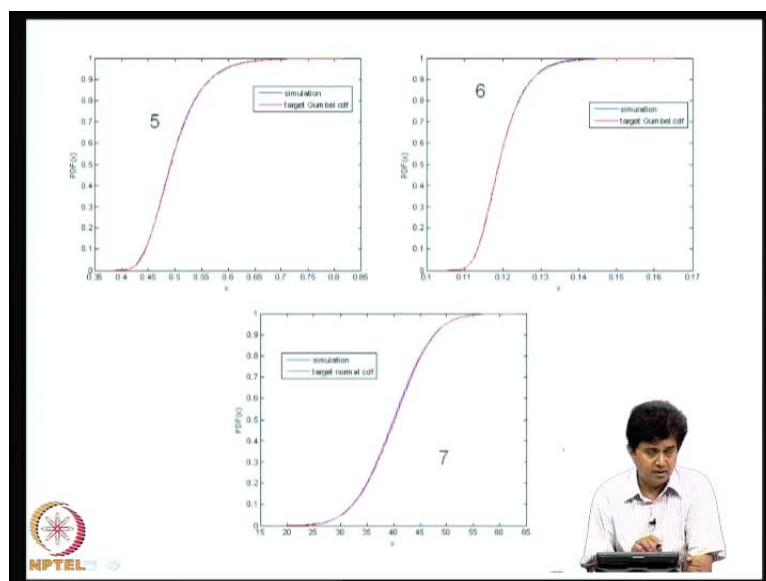 1
0.9
0.8
0.7
0.6
0.5
0.4
0.3
0.2
0.1
0
PDF(x)
5
simulation
target Gumbel cdf
0.35 0.4 0.45 0.5 0.55 0.6 0.65 0.7 0.75 0.8 0.85
x
1
0.9
0.8
0.7
0.6
0.5
0.4
0.3
0.2
0.1
0
PDF(x)
6
simulation
target Gumbel cdf
0.1 0.11 0.12 0.13 0.14 0.15 0.16 0.17
x
1
0.9
0.8
0.7
0.6
0.5
0.4
0.3
0.2
0.1
0
PDF(x)
simulation
target normal cdf
7
15 20 25 30 35 40 45 50 55 60 65
x
NPTEL